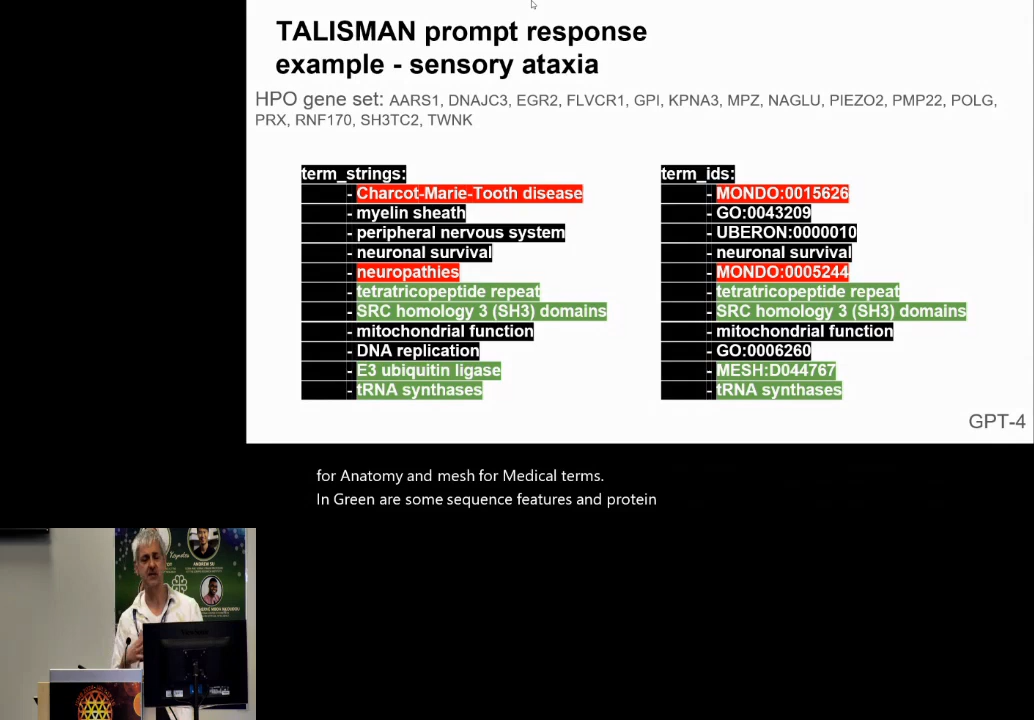 TALISMAN prompt response
example - sensory ataxia
HPO gene set: AARS1, DNAJC3, EGR2, FLVCR1, GPI, KPNA3, MPZ, NAGLU, PIEZO2, PMP22, POLG,
PRX, RNF170, SH3TC2, TWNK
term_strings:
- Charcot-Marie-Tooth disease
- myelin sheath
- peripheral nervous system
- neuronal survival
- neuropathies
- tetratricopeptide repeat
- SRC homology 3 (SH3) domains
- mitochondrial function
- DNA replication
- E3 ubiquitin ligase
- tRNA synthases
term_ids:
- MONDO:0015626
- GO:0043209
- UBERON:0000010
- neuronal survival
- MONDO:0005244
- tetratricopeptide repeat
- SRC homology 3 (SH3) domains
- mitochondrial function
- GO:0006260
- MESH:D044767
- tRNA synthases
GPT-4
for Anatomy and mesh for Medical terms.
In Green are some sequence features and protein
Keynotes
ANDREW SU